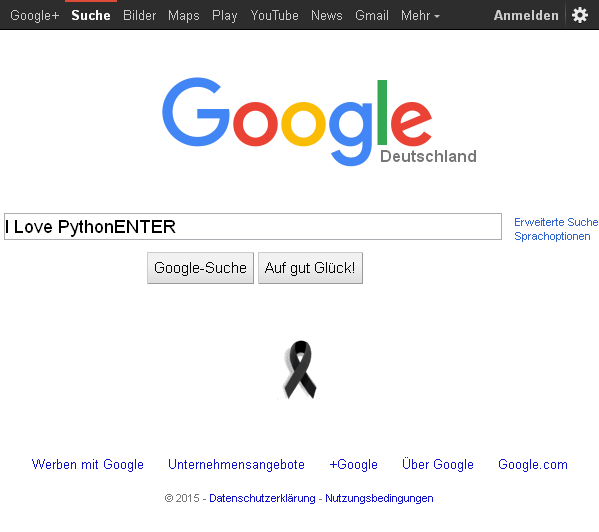 Google+ Suche Bilder Maps Play YouTube News Gmail Mehr Anmelden
Google
Deutschland
I Love PythonENTER
Erweiterte Suche
Sprachoptionen
Google-Suche Auf gut Glück!
Werben mit Google Unternehmensangebote +Google Über Google Google.com
© 2015 - Datenschutzerklärung - Nutzungsbedingungen